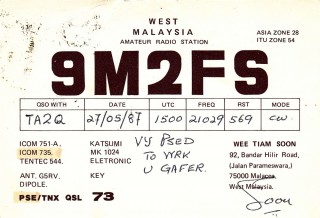 WEST
MALAYSIA
AMATEUR RADIO STATION
ASIA ZONE 28
ITU ZONE 54
9M2FS
QSO WITH DATE UTC FREQ RST MODE
TA2Q 27/05/87 1500 21029 569 CW
ICOM 751-A.
ICOM 735.
TENTEC 544.
ANT. G5RV.
DIPOLE.
KATSUMI
MK 1024
ELETRONIC
KEY
VY PSED
TO WRK
U GAFER.
WEE TIAM SOON
92, Bandar Hilir Road,
(Jalan Parameswara,)
75000 Malacca.
West Malaysia.
Soon
PSE/TNX QSL 73